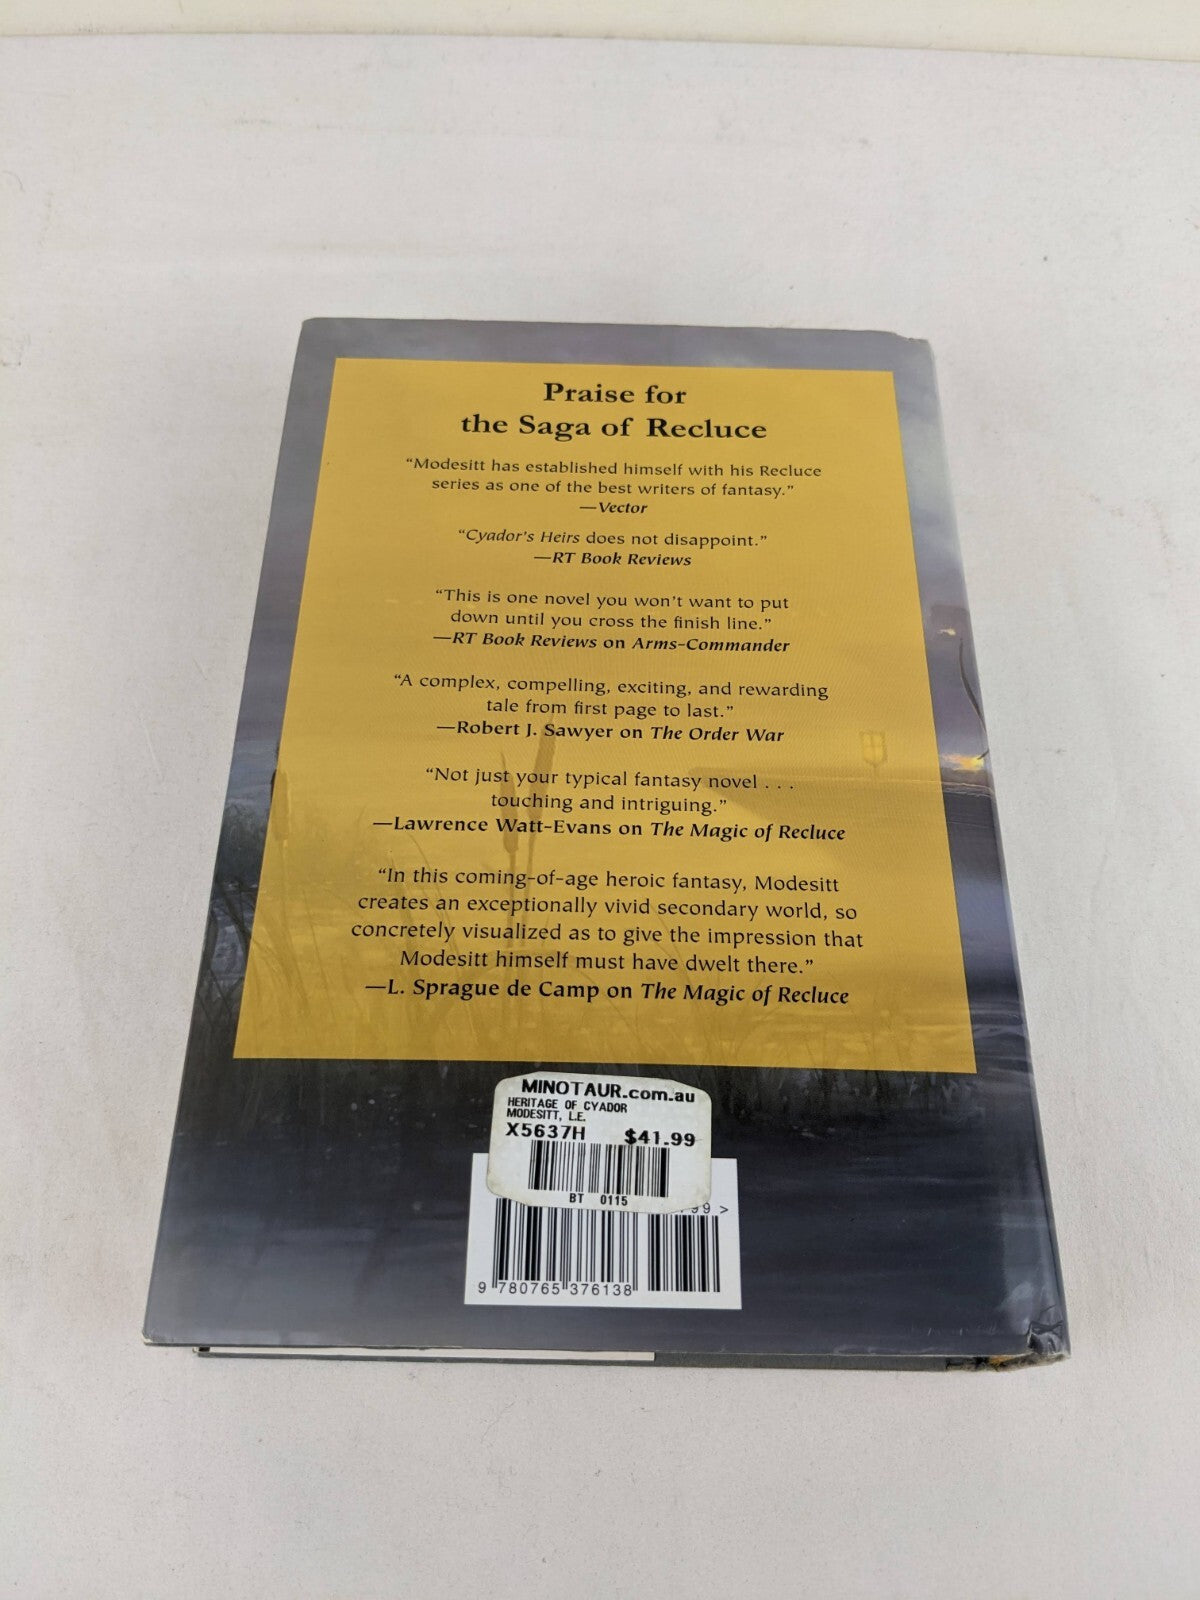 Praise for
the Saga of Recluce
“Modesitt has established himself with his Recluce
series as one of the best writers of fantasy.”
—Vector
“Cyador's Heirs does not disappoint.”
—RT Book Reviews
“This is one novel you won't want to put
down until you cross the finish line.”
—RT Book Reviews on Arms-Commander
“A complex, compelling, exciting, and rewarding
tale from first page to last.”
—Robert J. Sawyer on The Order War
“Not just your typical fantasy novel . . .
touching and intriguing.”
—Lawrence Watt-Evans on The Magic of Recluce
“In this coming-of-age heroic fantasy, Modesitt
creates an exceptionally vivid secondary world, so
concretely visualized as to give the impression that
Modesitt himself must have dwelt there.”
—L. Sprague de Camp on The Magic of Recluce
MINOTAUR.com.au
HERITAGE OF CYADOR
MODESITT, L.E.
X5637H $41.99
BT 0115
99 >
9 780765 376138